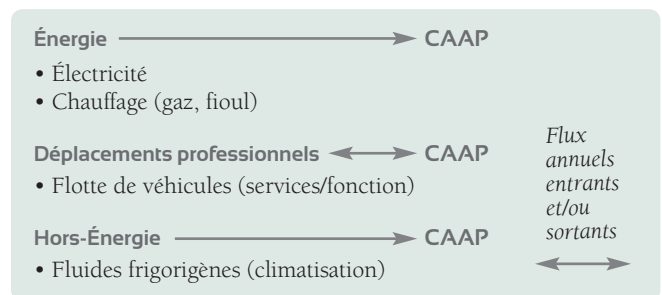 Énergie CAAP
• Électricité
• Chauffage (gaz, fioul)
Déplacements professionnels CAAP
• Flotte de véhicules (services/fonction)
Hors-Énergie CAAP
• Fluides frigorigènes (climatisation)
Flux
annuels
entrants
et/ou
sortants